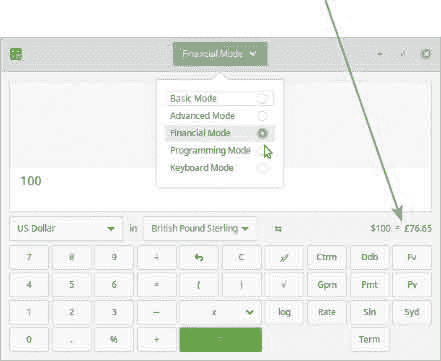 Financial Mode
Basic Mode
Advanced Mode
Financial Mode
Programming Mode
Keyboard Mode
100
US Dollar in British Pound Sterling $100 = £76.65
7 8 9 ÷ C Ctrm Ddb Fv
4 5 6 × ( ) √ Gpm Pmt Pv
1 2 3 − x log Rate Sln Syd
0 . % + = Term